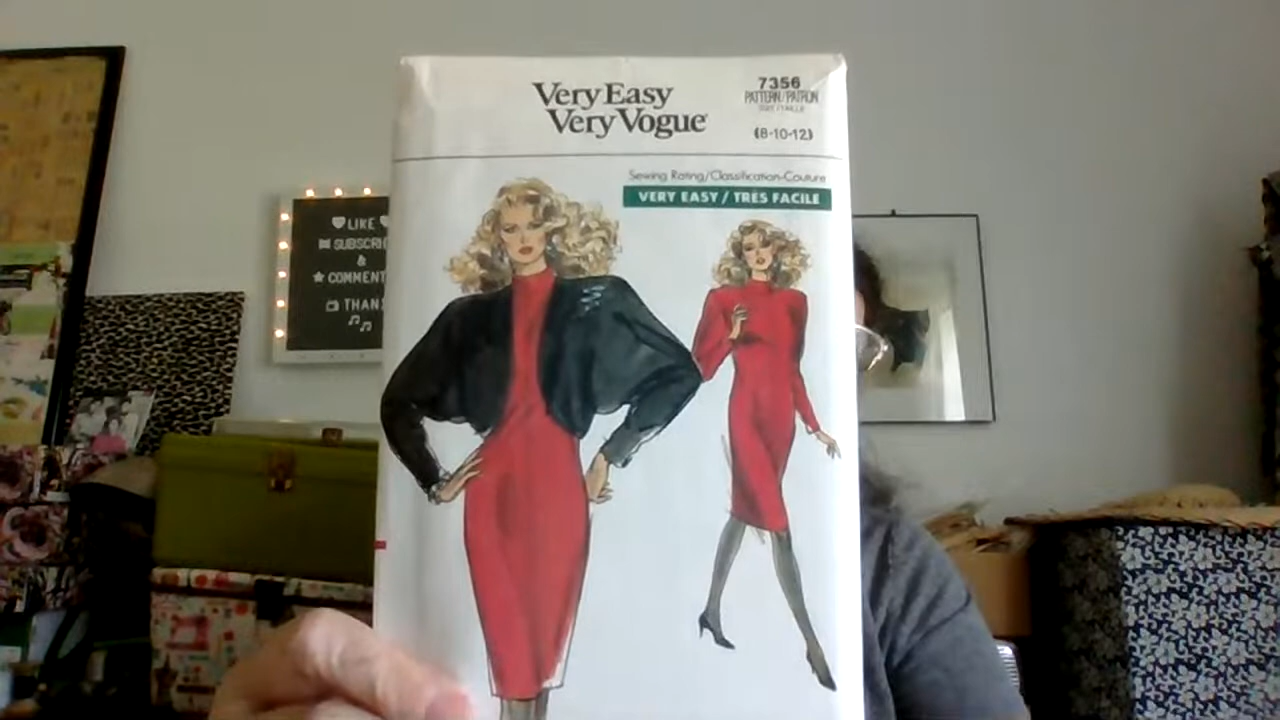 Very Easy
Very Vogue
7356
PATTERN/PATRON
(8-10-12)
Sewing Rating/Classification-Couture
VERY EASY / TRÈS FACILE
LIKE
SUBSCRI
&
COMMENT
THAN